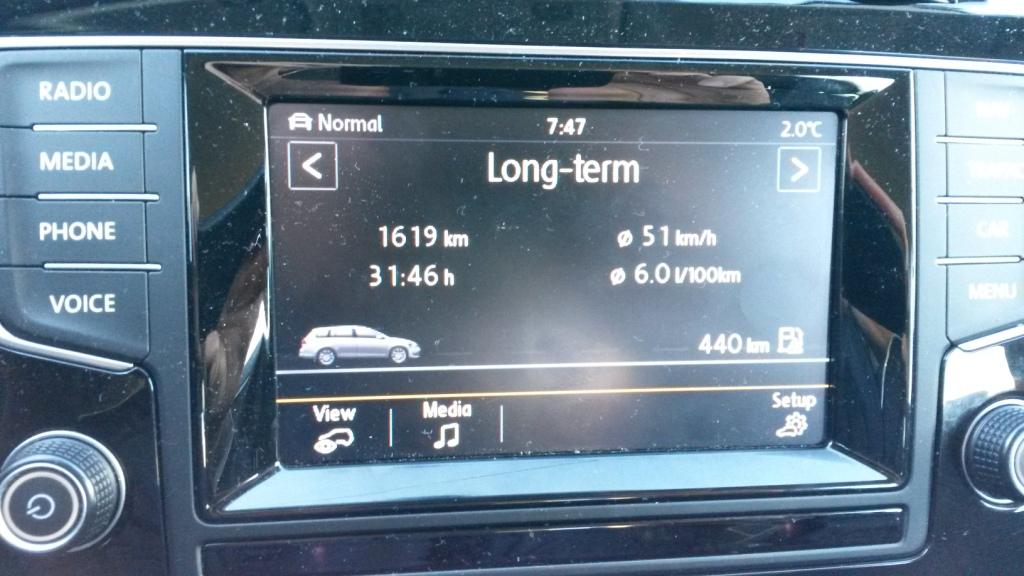 RADIO
MEDIA
PHONE
VOICE
Normal 7:47 2.0°C
< Long-term >
1619 km ø 51 km/h
31:46 h ø 6.0 l/100km
440 km
View Media Setup
CAR
MENU